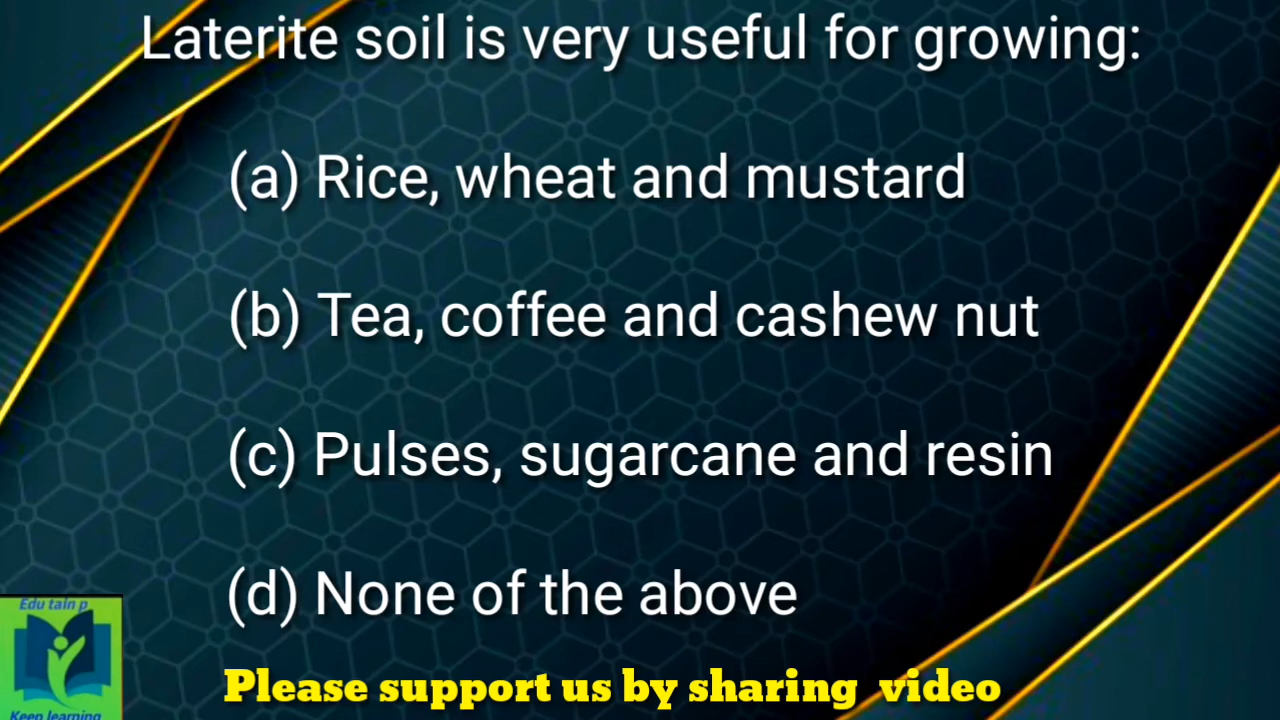 Laterite soil is very useful for growing:
(a) Rice, wheat and mustard
(b) Tea, coffee and cashew nut
(c) Pulses, sugarcane and resin
(d) None of the above
Edu tain p
Keep learning
Please support us by sharing video